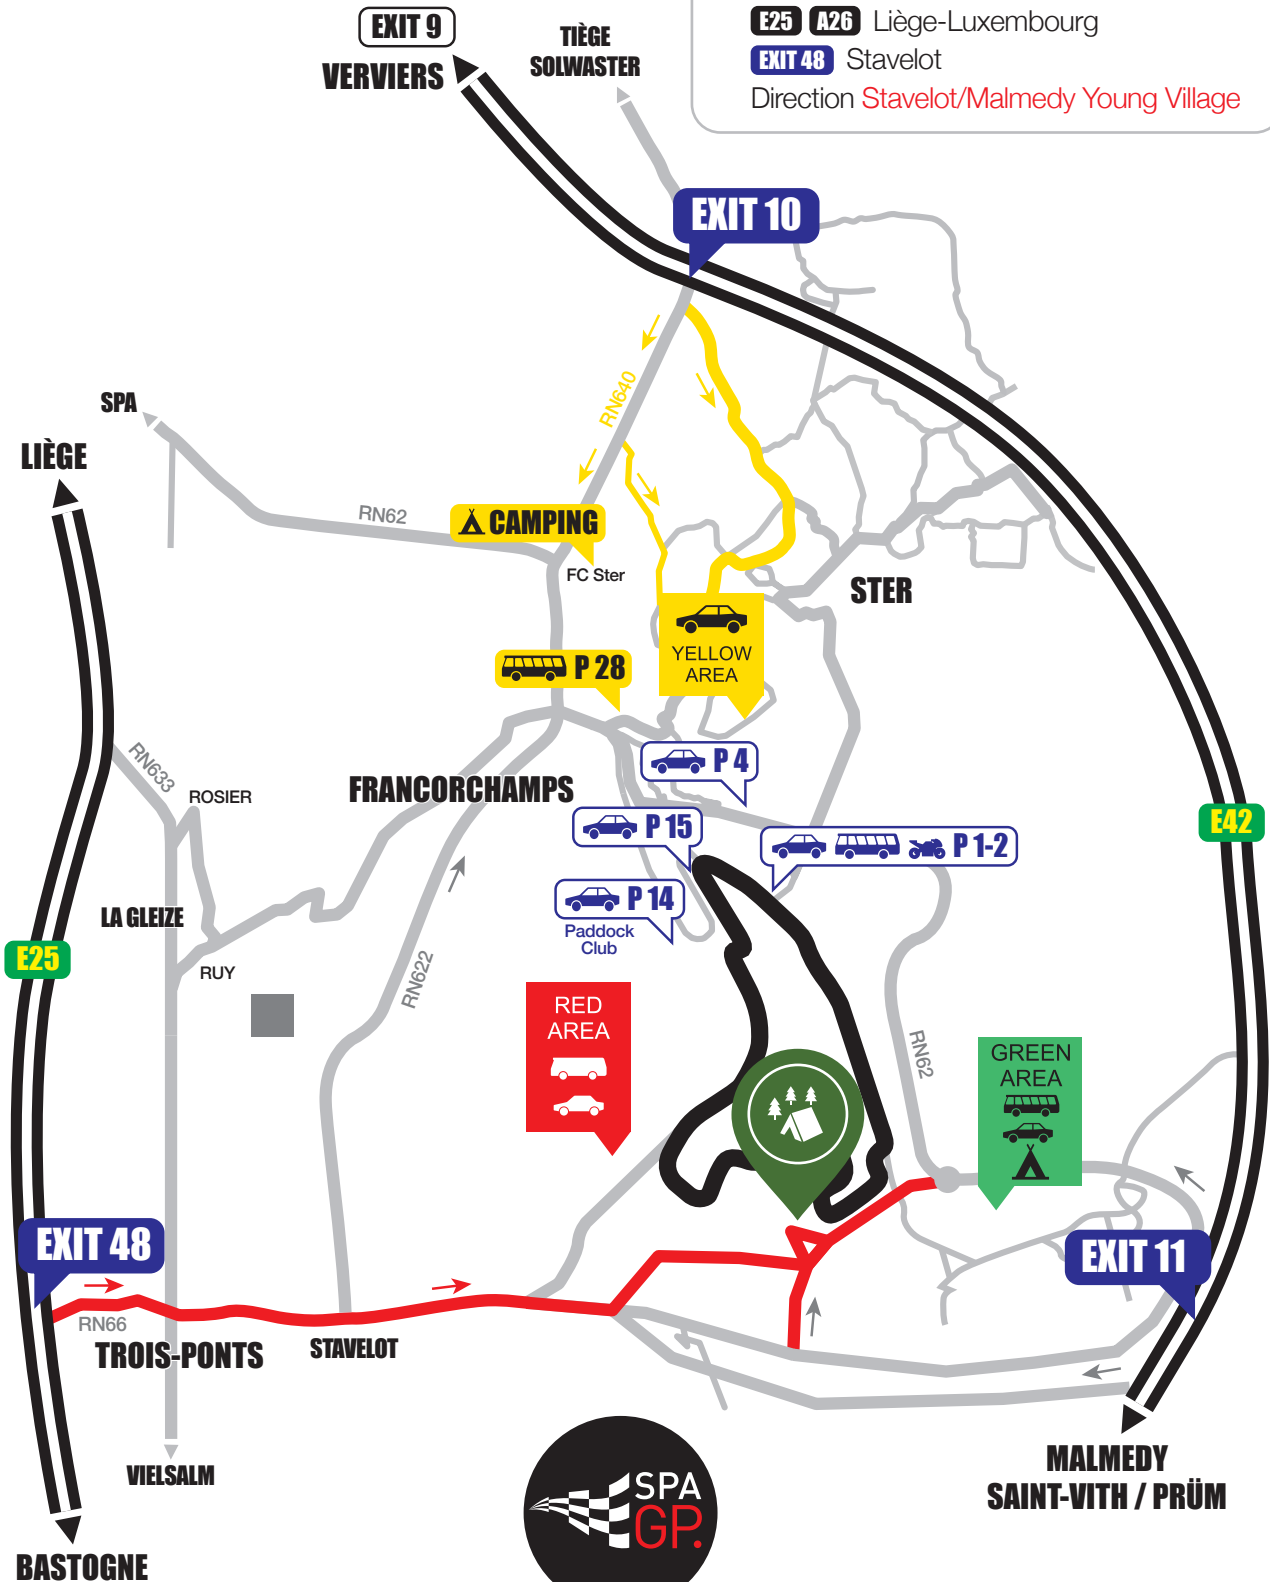 E25 A26 Liège-Luxembourg
EXIT 48 Stavelot
Direction Stavelot/Malmedy Young Village
EXIT 9
VERVIERS
TIÈGE
SOLWASTER
EXIT 10
RN640
SPA
LIÈGE
RN62
CAMPING
FC Ster
STER
YELLOW
AREA
P 28
RN633
ROSIER
FRANCORCHAMPS
P 4
P 15
P 1-2
E42
P 14
Paddock
Club
LA GLEIZE
E25
RUY
RN622
RED
AREA
RN62
GREEN
AREA
EXIT 48
EXIT 11
RN66
TROIS-PONTS
STAVELOT
VIELSALM
MALMEDY
SAINT-VITH / PRÜM
SPA
GP.
BASTOGNE